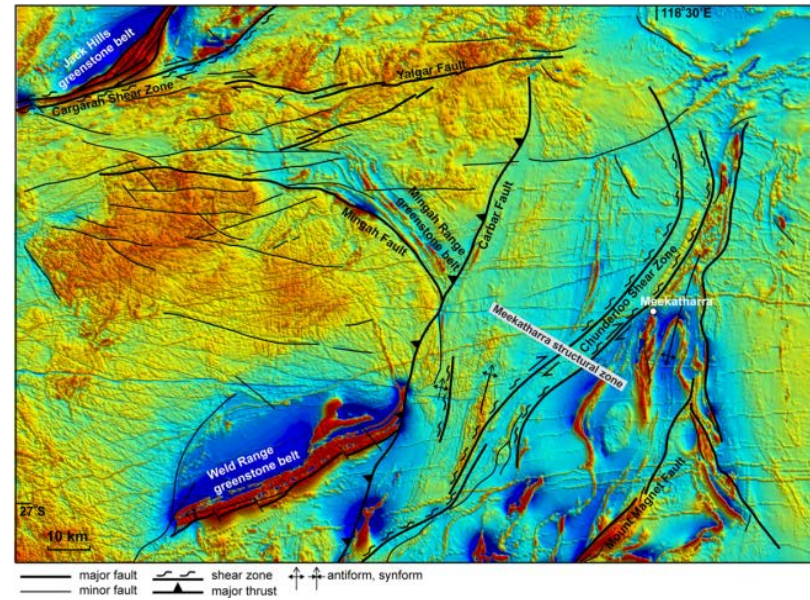 118°30'E
Jack Hills
greenstone belt
Cargarah Shear Zone
Yalgar Fault
Mingah Fault
Mingah Range
greenstone belt
Carbar Fault
Chunderloo Shear Zone
Meekatharra
Meekatharra structural zone
Weld Range
greenstone belt
Mount Magnet Fault
27°S
10 km
major fault
shear zone
antiform, synform
minor fault
major thrust